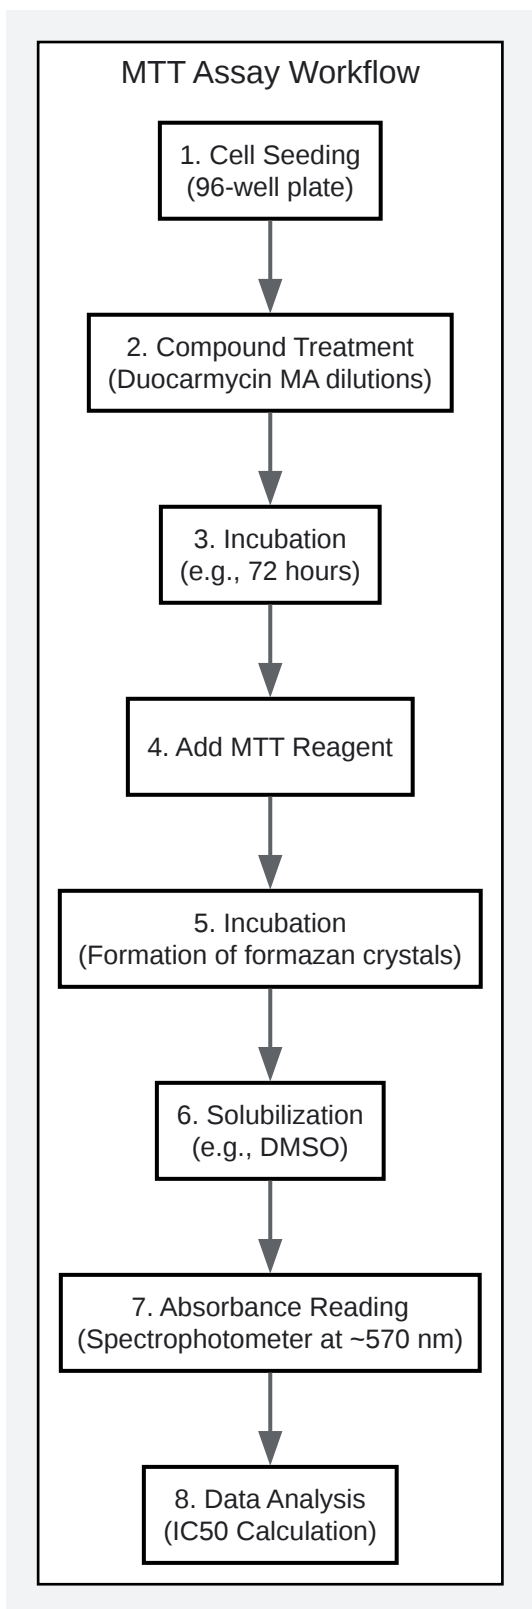 MTT Assay Workflow
1. Cell Seeding
(96-well plate)
2. Compound Treatment
(Duocarmycin MA dilutions)
3. Incubation
(e.g., 72 hours)
4. Add MTT Reagent
5. Incubation
(Formation of formazan crystals)
6. Solubilization
(e.g., DMSO)
7. Absorbance Reading
(Spectrophotometer at ~570 nm)
8. Data Analysis
(IC50 Calculation)